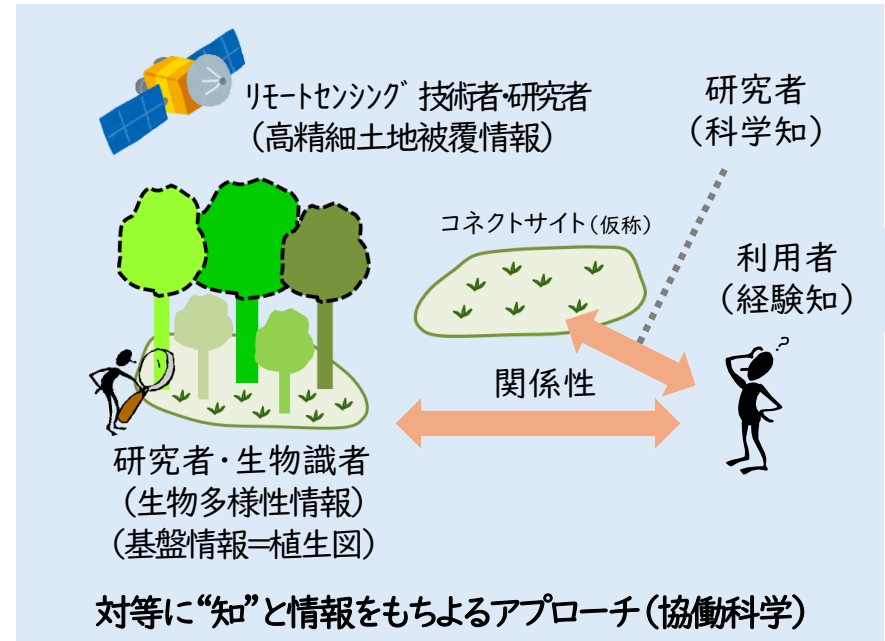 リモートセンシング 技術者・研究者
（高精細土地被覆情報）
研究者
（科学知）
コネクトサイト（仮称）
利用者
（経験知）
?
関係性
研究者・生物識者
（生物多様性情報）
（基盤情報=植生図）
対等に“知”と情報をもちよるアプローチ（協働科学）